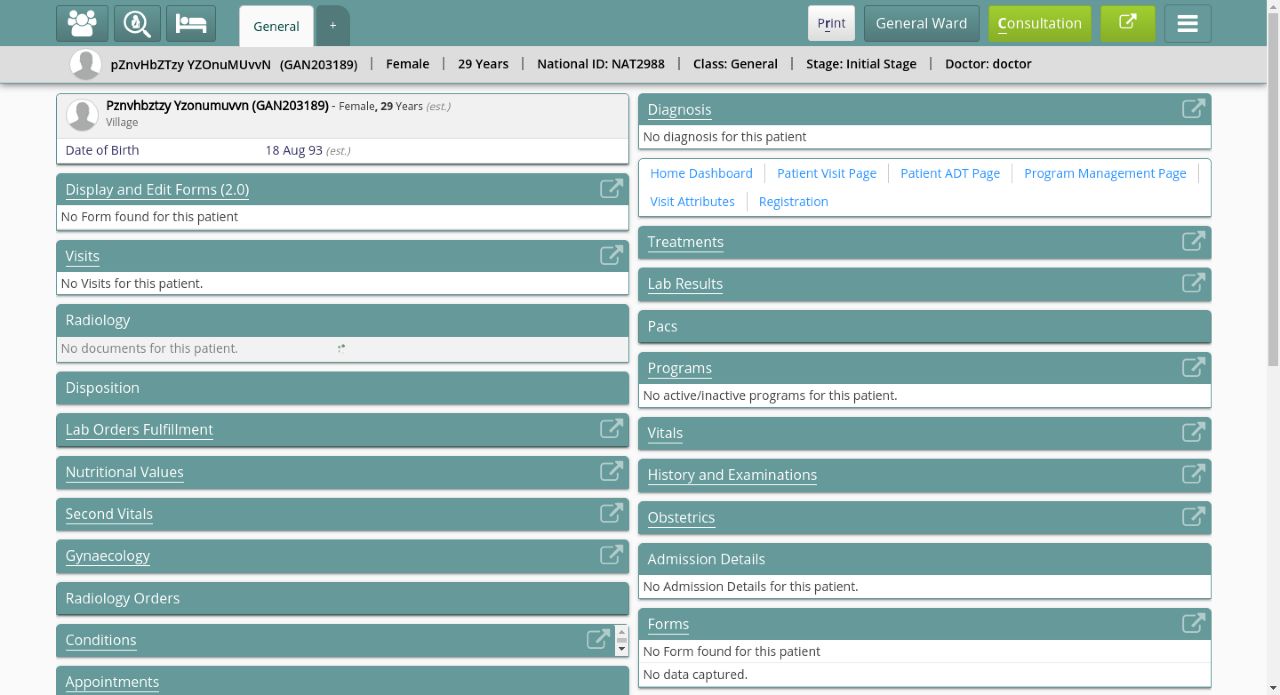 General
+
Print
General Ward
Consultation
pZnvHbZTzy YZOnuMUvvN (GAN203189) | Female | 29 Years | National ID: NAT2988 | Class: General | Stage: Initial Stage | Doctor: doctor
Pznvhbztzy Yzonumuvvn (GAN203189) - Female, 29 Years (est.)
Village
Date of Birth 18 Aug 93 (est.)
Display and Edit Forms (2.0)
No Form found for this patient
Visits
No Visits for this patient.
Radiology
No documents for this patient.
Disposition
Lab Orders Fulfillment
Nutritional Values
Second Vitals
Gynaecology
Radiology Orders
Conditions
Appointments
Diagnosis
No diagnosis for this patient
Home Dashboard | Patient Visit Page | Patient ADT Page | Program Management Page |
Visit Attributes | Registration
Treatments
Lab Results
Pacs
Programs
No active/inactive programs for this patient.
Vitals
History and Examinations
Obstetrics
Admission Details
No Admission Details for this patient.
Forms
No Form found for this patient
No data captured.